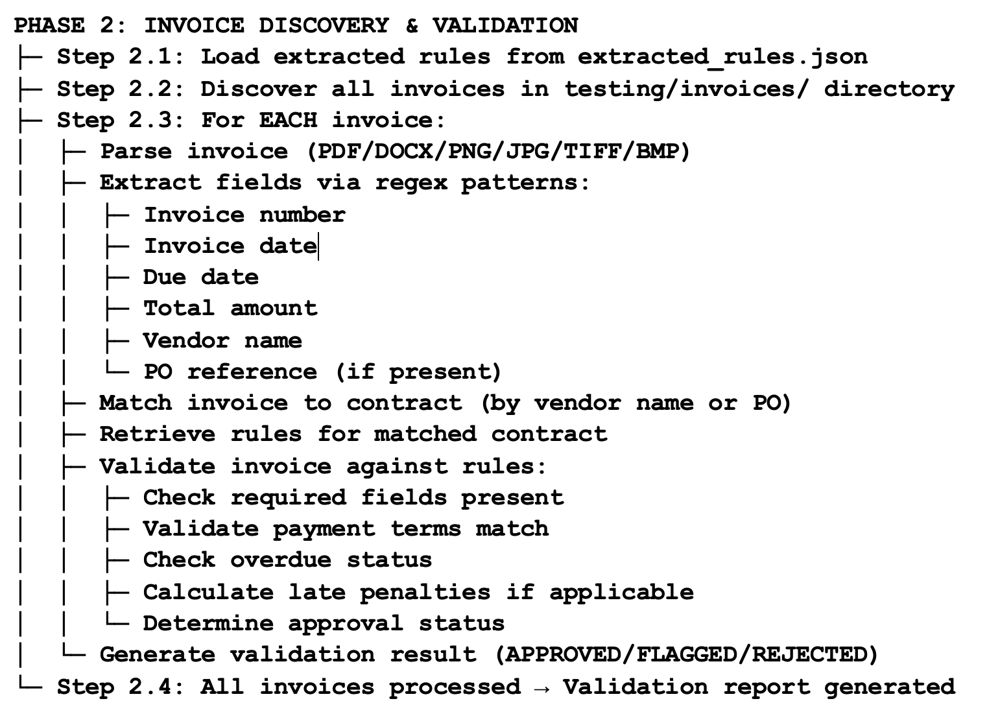 PHASE 2: INVOICE DISCOVERY & VALIDATION
├─ Step 2.1: Load extracted rules from extracted_rules.json
├─ Step 2.2: Discover all invoices in testing/invoices/ directory
├─ Step 2.3: For EACH invoice:
│  ├─ Parse invoice (PDF/DOCX/PNG/JPG/TIFF/BMP)
│  ├─ Extract fields via regex patterns:
│  │  ├─ Invoice number
│  │  ├─ Invoice date
│  │  ├─ Due date
│  │  ├─ Total amount
│  │  ├─ Vendor name
│  │  └─ PO reference (if present)
│  ├─ Match invoice to contract (by vendor name or PO)
│  ├─ Retrieve rules for matched contract
│  ├─ Validate invoice against rules:
│  │  ├─ Check required fields present
│  │  ├─ Validate payment terms match
│  │  ├─ Check overdue status
│  │  ├─ Calculate late penalties if applicable
│  │  └─ Determine approval status
│  └─ Generate validation result (APPROVED/FLAGGED/REJECTED)
└─ Step 2.4: All invoices processed → Validation report generated